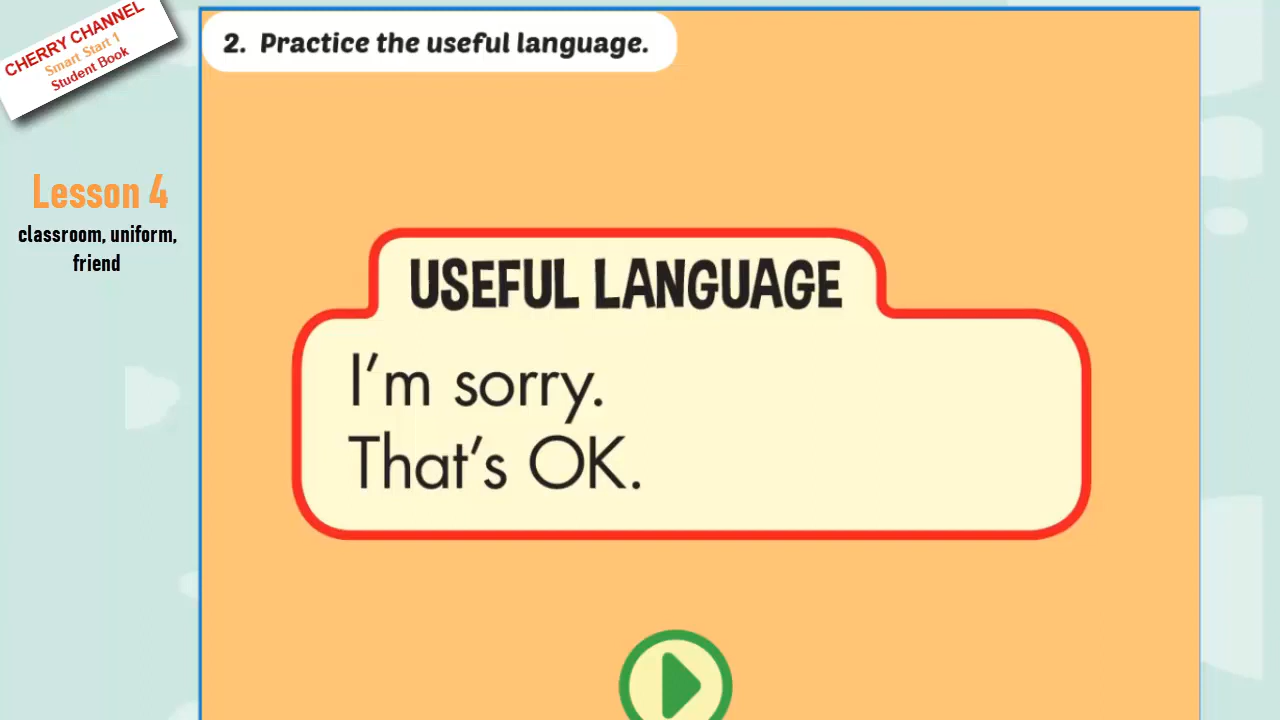 CHERRY CHANNEL
Smart Start 1
Student Book
2. Practice the useful language.
Lesson 4
classroom, uniform,
friend
USEFUL LANGUAGE
I'm sorry.
That's OK.